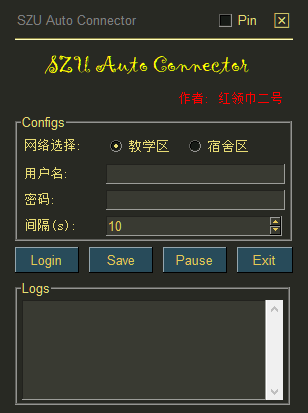 SZU Auto Connector Pin
SZU Auto Connector
作者: 红领巾二号
Configs
网络选择: 教学区 宿舍区
用户名:
密码:
间隔(s): 10
Login Save Pause Exit
Logs